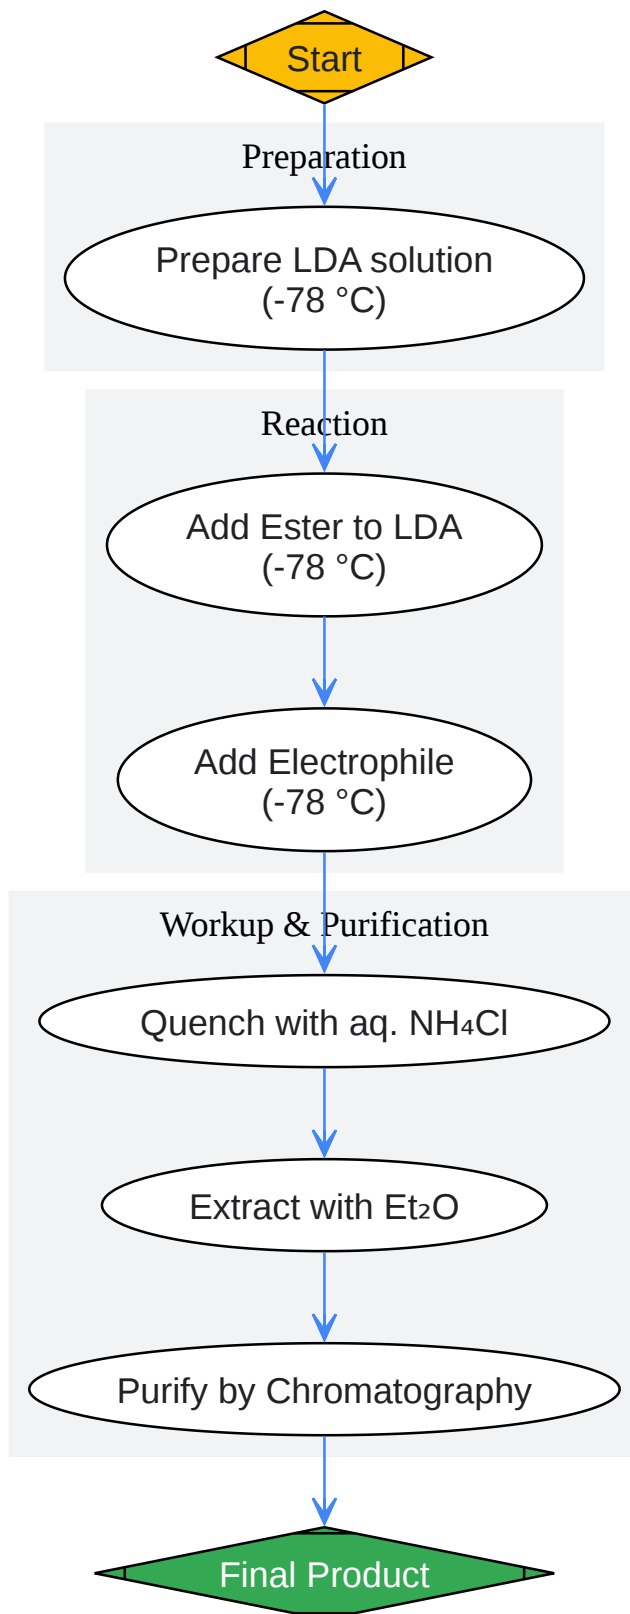 Start
Preparation
Prepare LDA solution
(-78 °C)
Reaction
Add Ester to LDA
(-78 °C)
Add Electrophile
(-78 °C)
Workup & Purification
Quench with aq. NH₄Cl
Extract with Et₂O
Purify by Chromatography
Final Product